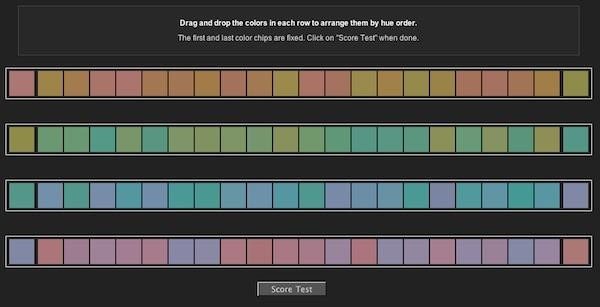 Drag and drop the colors in each row to arrange them by hue order.
The first and last color chips are fixed. Click on "Score Test" when done.
Score Test